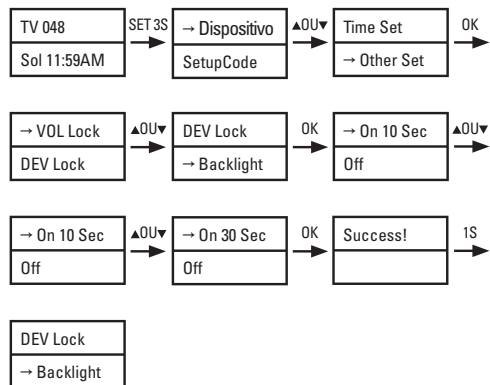 TV 048 SET 3S → Dispositivo ▲OU▼ Time Set OK
Sol 11:59AM SetupCode → Other Set
→ VOL Lock ▲OU▼ DEV Lock OK → On 10 Sec ▲OU▼
DEV Lock → Backlight Off
→ On 10 Sec ▲OU▼ → On 30 Sec OK Success! 1S
Off Off
DEV Lock
→ Backlight